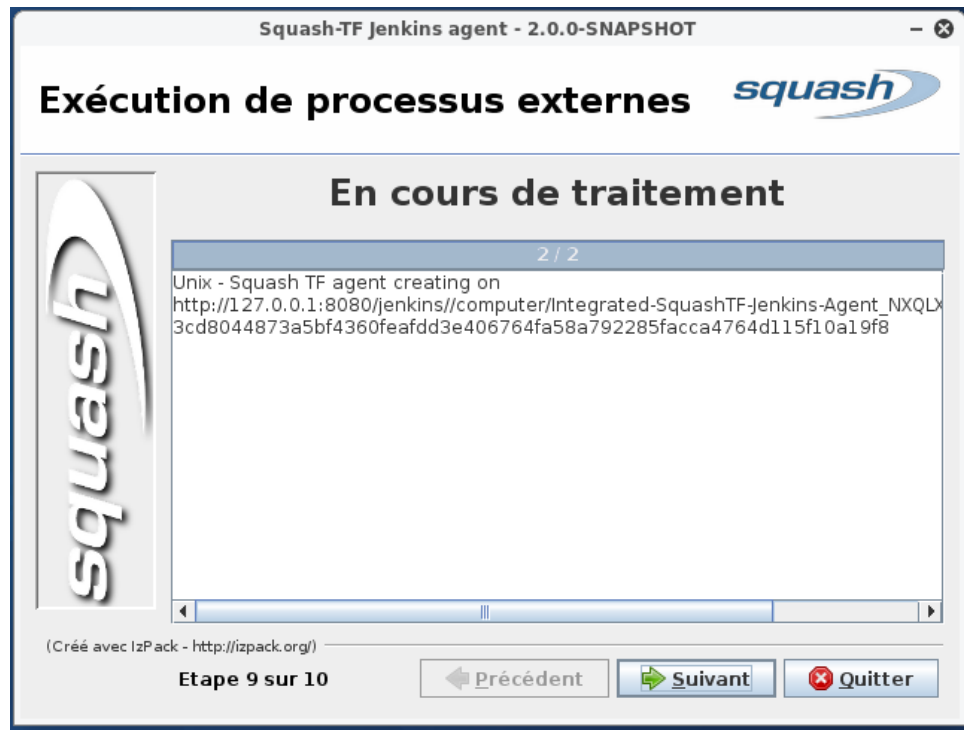 Squash-TF Jenkins agent - 2.0.0-SNAPSHOT
Exécution de processus externes
squash
En cours de traitement
squash
2 / 2
Unix - Squash TF agent creating on
http://127.0.0.1:8080/jenkins//computer/Integrated-SquashTF-Jenkins-Agent_NXQLX
3cd8044873a5bf4360feafdd3e406764fa58a792285facca4764d115f10a19f8
(Créé avec IzPack - http://izpack.org/)
Etape 9 sur 10
Précédent
Suivant
Quitter